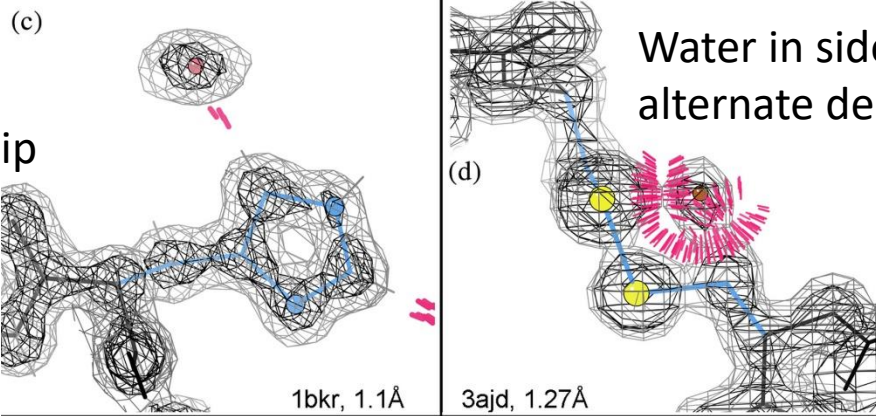 (c)
ip
1bkr, 1.1Å
Water in side
alternate de
(d)
3ajd, 1.27Å